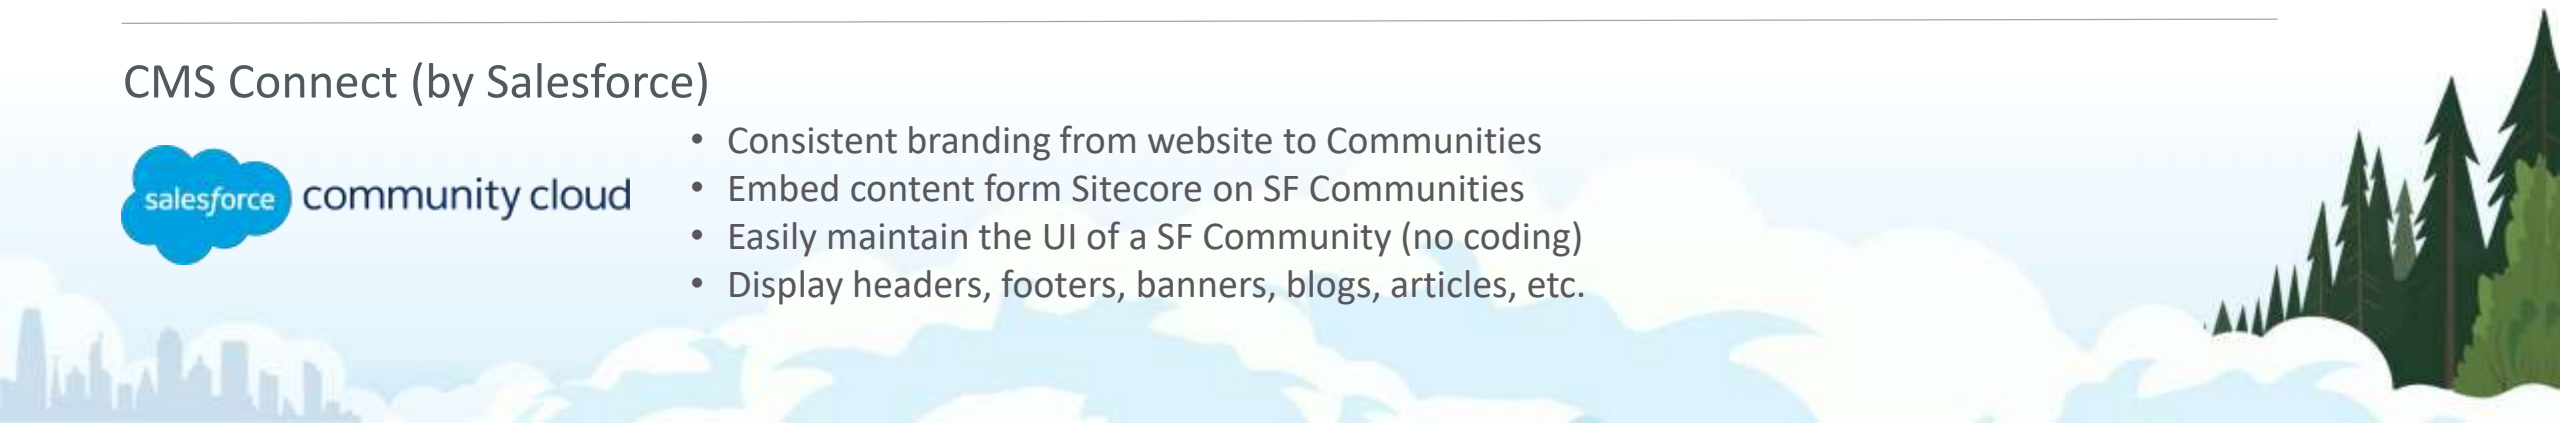 CMS Connect (by Salesforce)
salesforce community cloud
• Consistent branding from website to Communities
• Embed content form Sitecore on SF Communities
• Easily maintain the UI of a SF Community (no coding)
• Display headers, footers, banners, blogs, articles, etc.